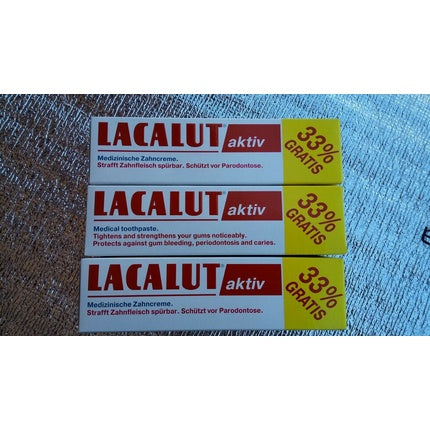 LACALUT aktiv
33%
GRATIS
Medizinische Zahncreme.
Strafft Zahnfleisch spürbar. Schützt vor Parodontose.
LACALUT aktiv
33%
GRATIS
Medical toothpaste.
Tightens and strengthens your gums noticeably.
Protects against gum bleeding, periodontosis and caries.
LACALUT aktiv
33%
GRATIS
Medizinische Zahncreme.
Strafft Zahnfleisch spürbar. Schützt vor Parodontose.